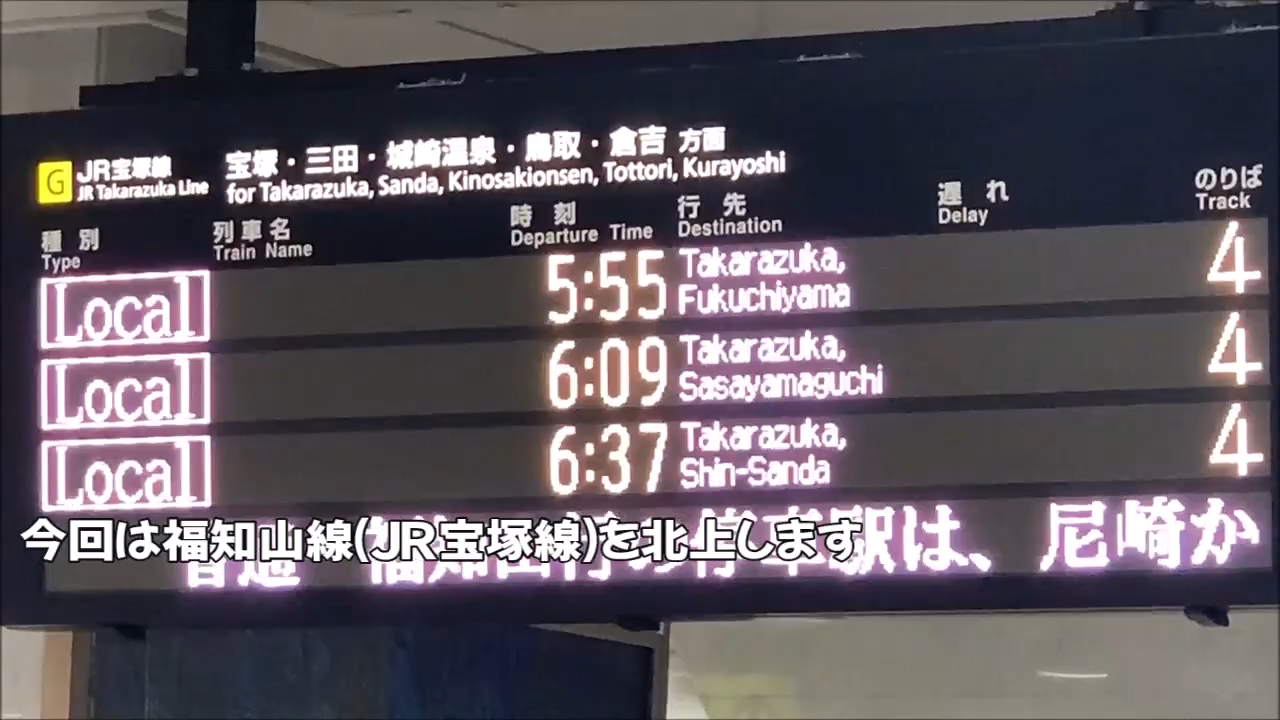 G JR宝塚線 宝塚・三田・城崎温泉・鳥取・倉吉 方面
JR Takarazuka Line for Takarazuka, Sanda, Kinosakionsen, Tottori, Kurayoshi
種別 列車名 時刻 行先 遅れ のりば
Type Train Name Departure Time Destination Delay Track
Local 5:55 Takarazuka, Fukuchiyama 4
Local 6:09 Takarazuka, Sasayamaguchi 4
Local 6:37 Takarazuka, Shin-Sanda 4
今回は福知山線(JR宝塚線)を北上します
駅は、尼崎か